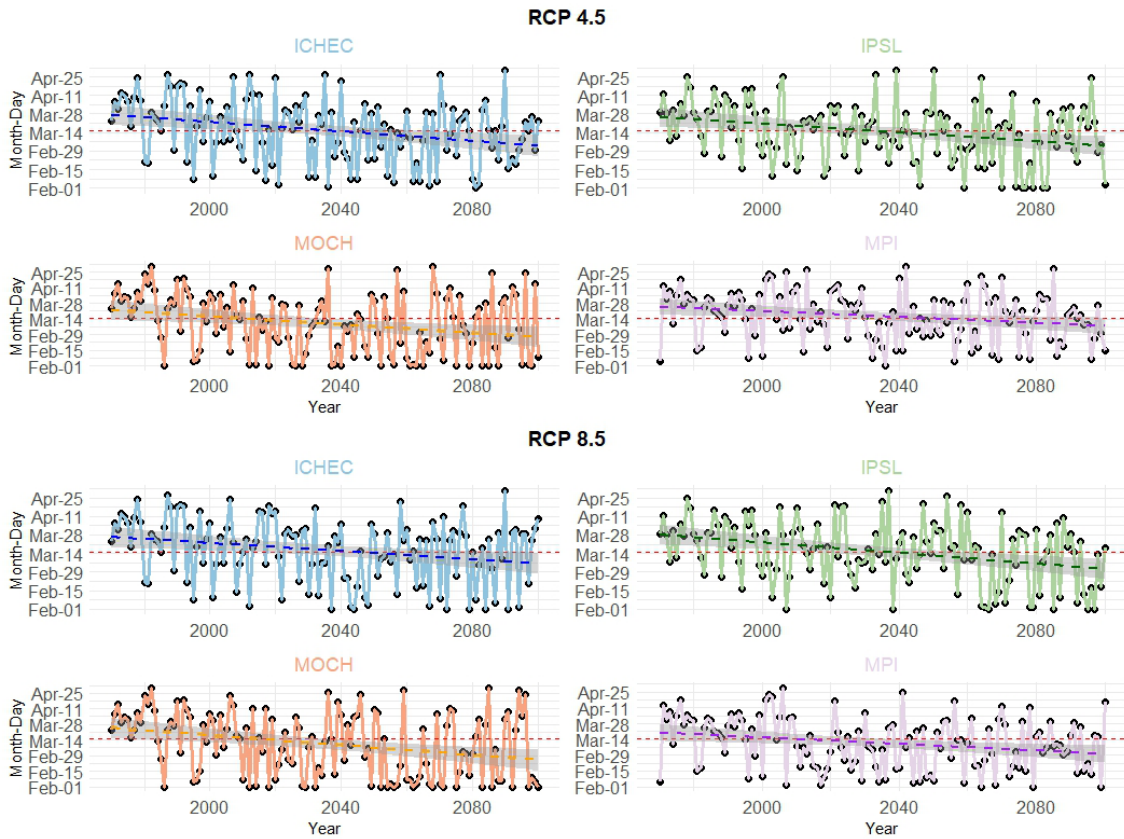 RCP 4.5
ICHEC
IPSL
Month-Day
Apr-25
Apr-11
Mar-28
Mar-14
Feb-29
Feb-15
Feb-01
2000
2040
2080
Apr-25
Apr-11
Mar-28
Mar-14
Feb-29
Feb-15
Feb-01
2000
2040
2080
MOCH
MPI
Month-Day
Apr-25
Apr-11
Mar-28
Mar-14
Feb-29
Feb-15
Feb-01
2000
2040
2080
Year
Apr-25
Apr-11
Mar-28
Mar-14
Feb-29
Feb-15
Feb-01
2000
2040
2080
Year
RCP 8.5
ICHEC
IPSL
Month-Day
Apr-25
Apr-11
Mar-28
Mar-14
Feb-29
Feb-15
Feb-01
2000
2040
2080
Apr-25
Apr-11
Mar-28
Mar-14
Feb-29
Feb-15
Feb-01
2000
2040
2080
MOCH
MPI
Month-Day
Apr-25
Apr-11
Mar-28
Mar-14
Feb-29
Feb-15
Feb-01
2000
2040
2080
Year
Apr-25
Apr-11
Mar-28
Mar-14
Feb-29
Feb-15
Feb-01
2000
2040
2080
Year